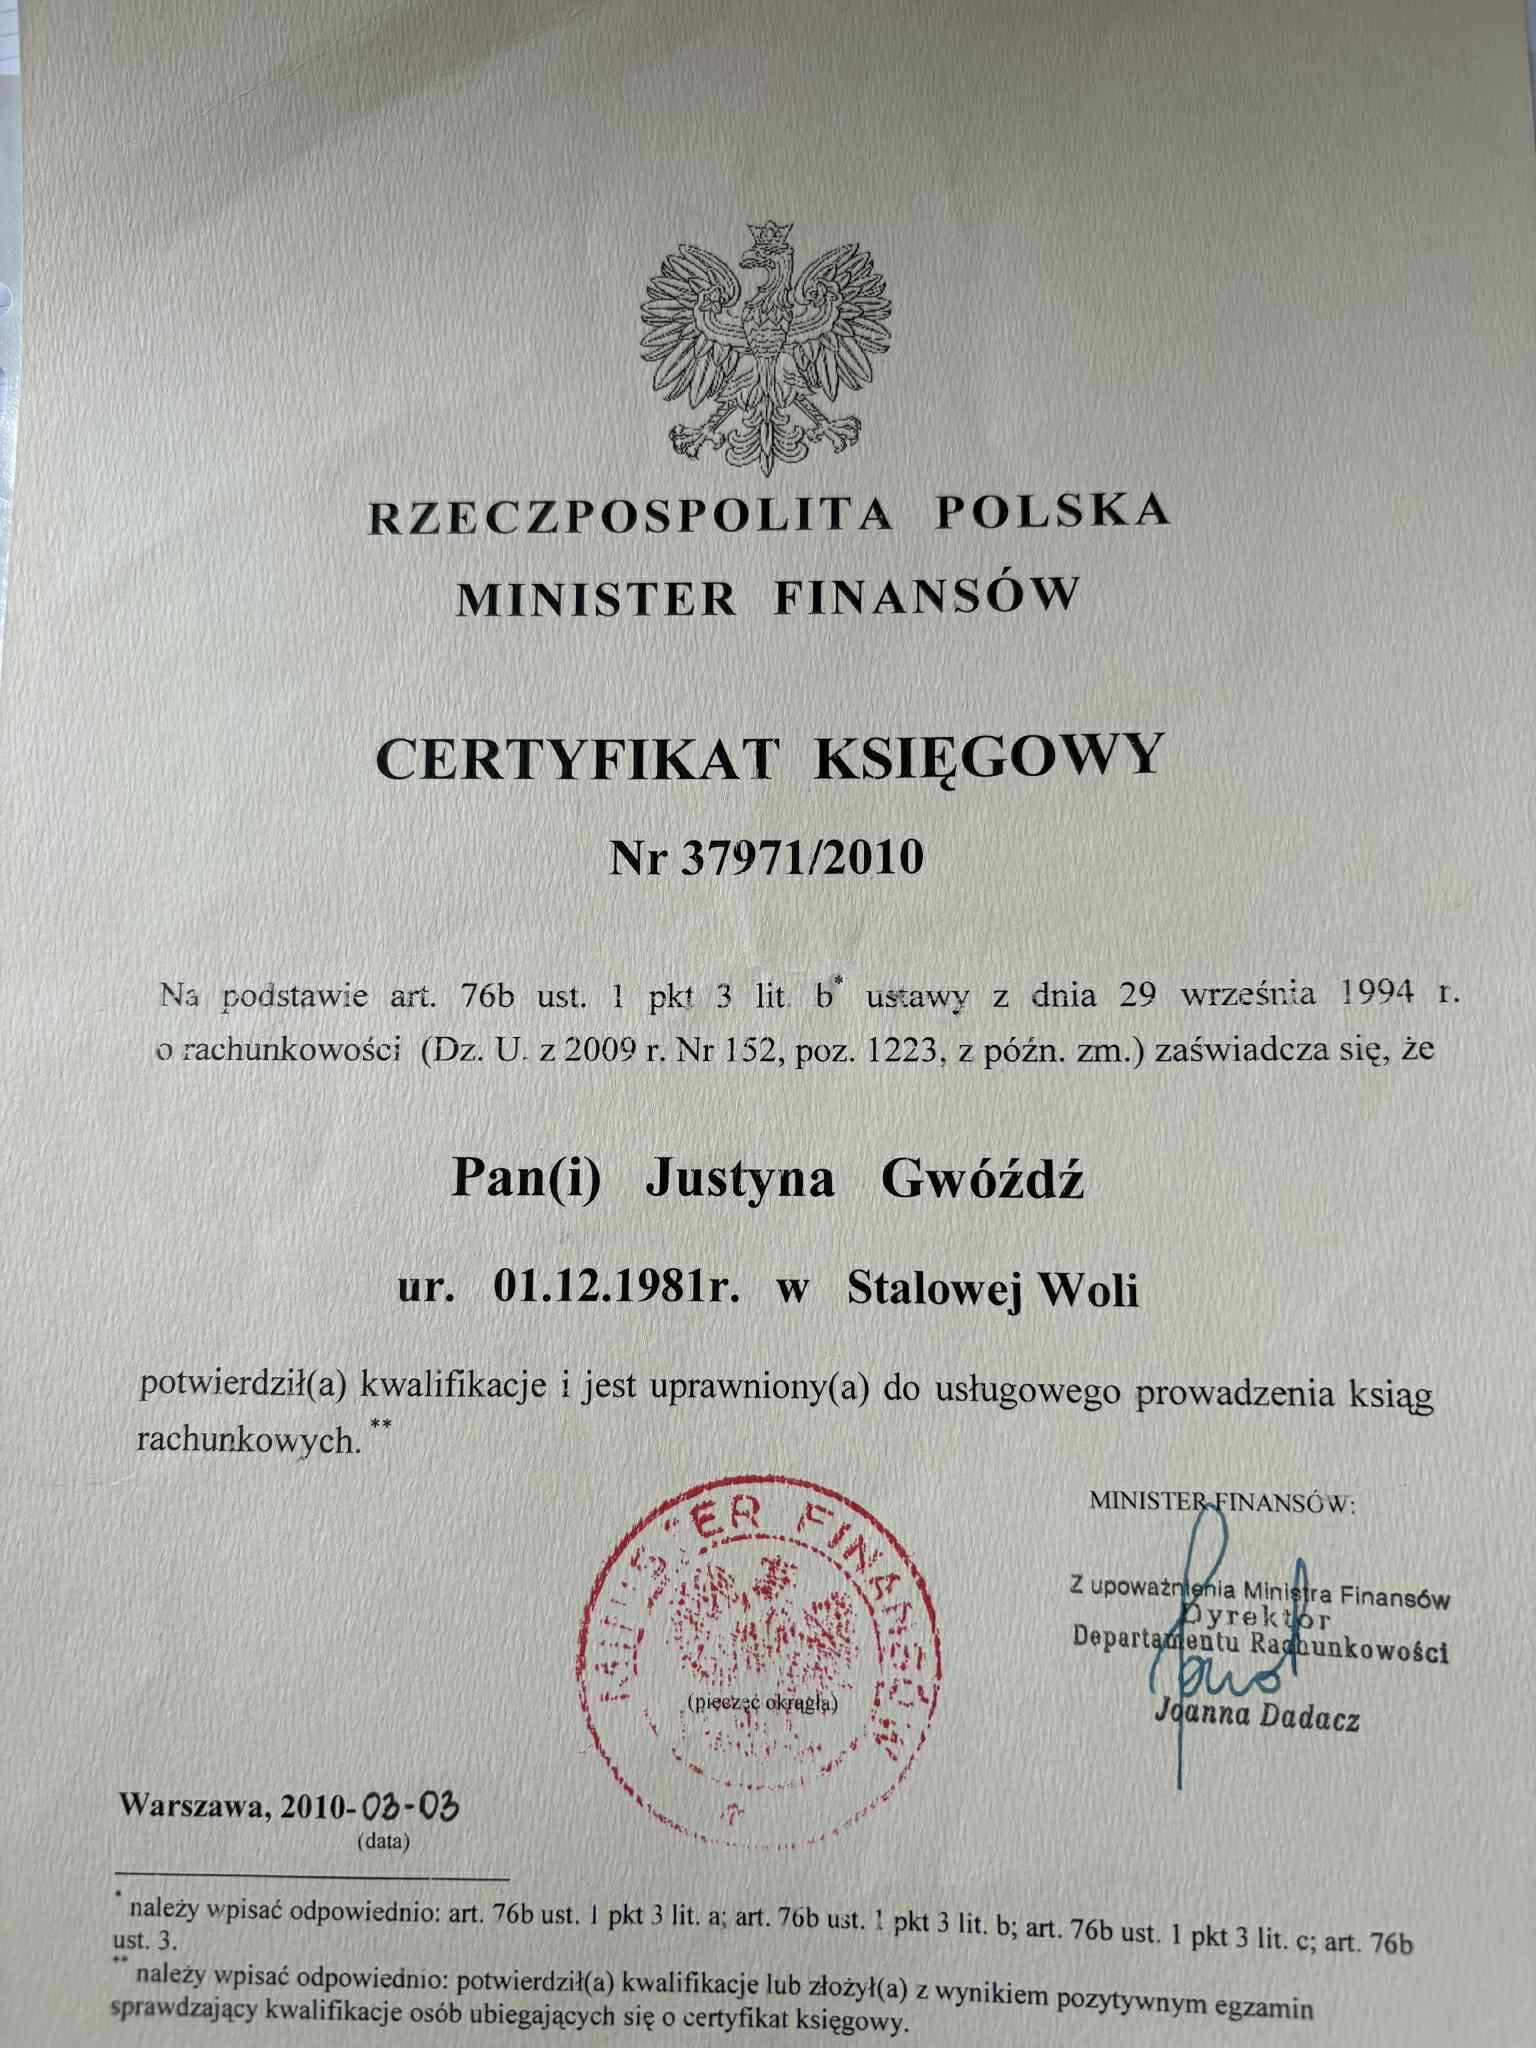 RZECZPOSPOLITA POLSKA
MINISTER FINANSÓW
CERTYFIKAT KSIĘGOWY
Nr 37971/2010
Na podstawie art. 76b ust. 1 pkt 3 lit. b* ustawy z dnia 29 września 1994 r.
o rachunkowości (Dz. U. z 2009 r. Nr 152, poz. 1223, z późn. zm.) zaświadcza się, że
Pan(i) Justyna Gwóźdź
ur. 01.12.1981r. w Stalowej Woli
potwierdził(a) kwalifikacje i jest uprawniony(a) do usługowego prowadzenia ksiąg
rachunkowych.**
MINISTER FINANSÓW
(pieczęć okrągła)
MINISTER FINANSÓW:
Z upoważnienia Ministra Finansów
Dyrektor
Departamentu Rachunkowości
Joanna Dadacz
Warszawa, 2010-03-03
(data)
* należy wpisać odpowiednio: art. 76b ust. 1 pkt 3 lit. a; art. 76b ust. 1 pkt 3 lit. b; art. 76b ust. 1 pkt 3 lit. c; art. 76b
ust. 3.
** należy wpisać odpowiednio: potwierdził(a) kwalifikacje lub złożył(a) z wynikiem pozytywnym egzamin
sprawdzający kwalifikacje osób ubiegających się o certyfikat księgowy.